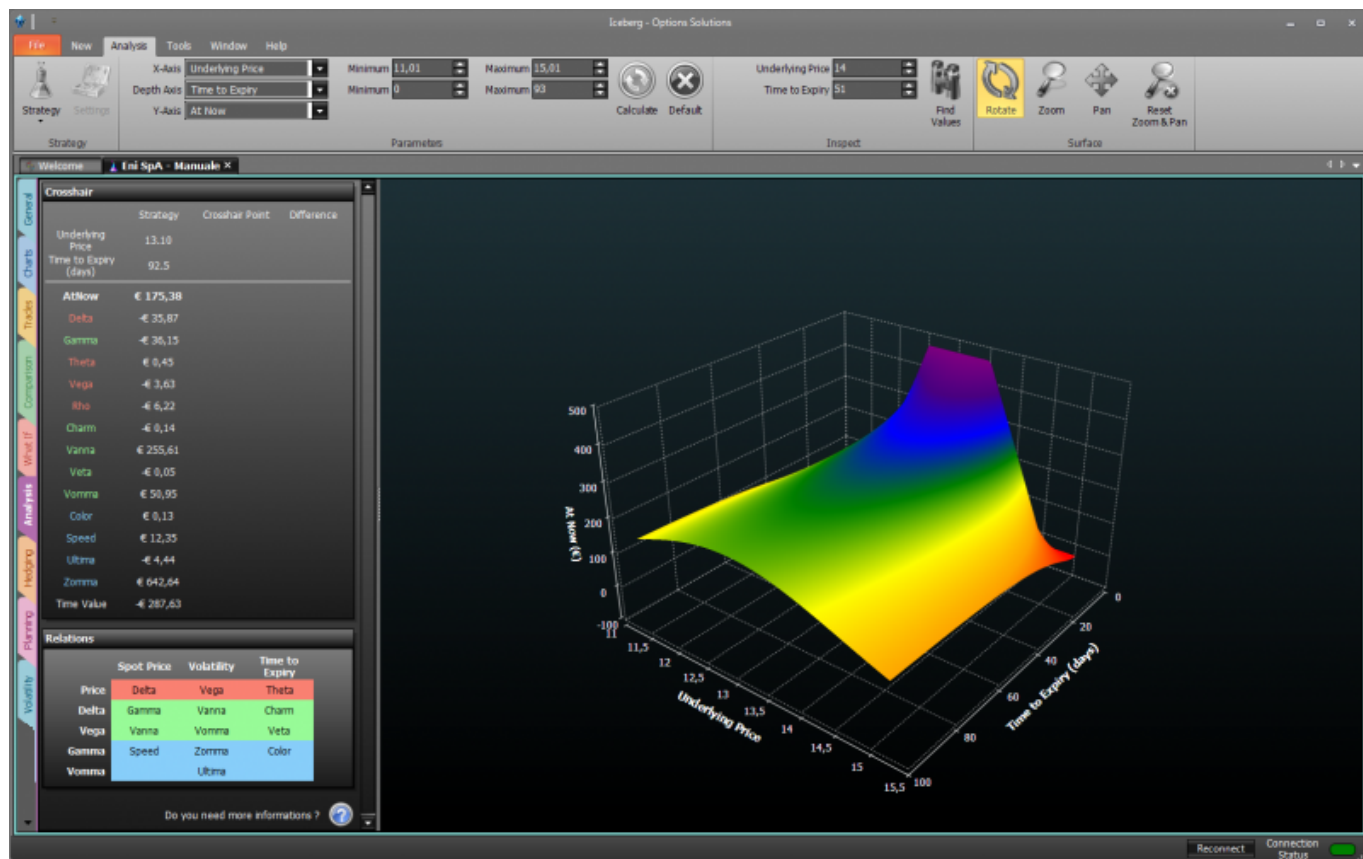 Iceberg - Options Solutions
File New Analysis Tools Window Help
X-Axis Underlying Price Minimum 11,01 Maximum 15,01 Underlying Price 14
Depth Axis Time to Expiry Minimum 0 Maximum 93 Time to Expiry 51
Y-Axis At Now
Strategy Settings Calculate Default Find Values Rotate Zoom Pan Reset Zoom & Pan
Strategy Parameters Inspect Surface
Welcome Eni SpA - Manuale
General
Charts
Trades
Comparison
What If
Analysis
Hedging
Planning
Volatility
Crosshair
Strategy Crosshair Point Difference
Underlying Price 13.10
Time to Expiry (days) 92.5
AtNow € 175,38
Delta -€ 35,87
Gamma -€ 36,15
Theta € 0,45
Vega -€ 3,63
Rho -€ 6,22
Charm -€ 0,14
Vanna € 255,61
Veta -€ 0,05
Vomma € 50,95
Color € 0,13
Speed € 12,35
Ultima -€ 4,44
Zomma € 642,64
Time Value -€ 287,63
Relations
Spot Price Volatility Time to Expiry
Price Delta Vega Theta
Delta Gamma Vanna Charm
Vega Vanna Vomma Veta
Gamma Speed Zomma Color
Vomma Ultima
Do you need more informations ?
500
400
300
200
100
0
-100
At Now (€)
11
11,5
12
12,5
13
13,5
14
14,5
15
15,5
Underlying Price
100
80
60
40
20
0
Time to Expiry (days)
Reconnect Connection Status